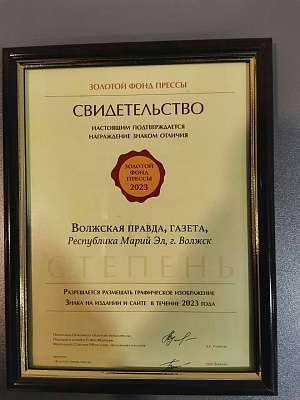 ЗОЛОТОЙ ФОНД ПРЕССЫ
СВИДЕТЕЛЬСТВО
НАСТОЯЩИМ ПОДТВЕРЖДАЕТСЯ
НАГРАЖДЕНИЕ ЗНАКОМ ОТЛИЧИЯ
ЗОЛОТОЙ
ФОНД
ПРЕССЫ
2023
ВОЛЖСКАЯ ПРАВДА, ГАЗЕТА,
Республика Марий Эл, г. Волжск
СТЕПЕНЬ
РАЗРЕШАЕТСЯ РАЗМЕЩАТЬ ГРАФИЧЕСКОЕ ИЗОБРАЖЕНИЕ
ЗНАКА НА ИЗДАНИИ И САЙТЕ В ТЕЧЕНИЕ 2023 ГОДА